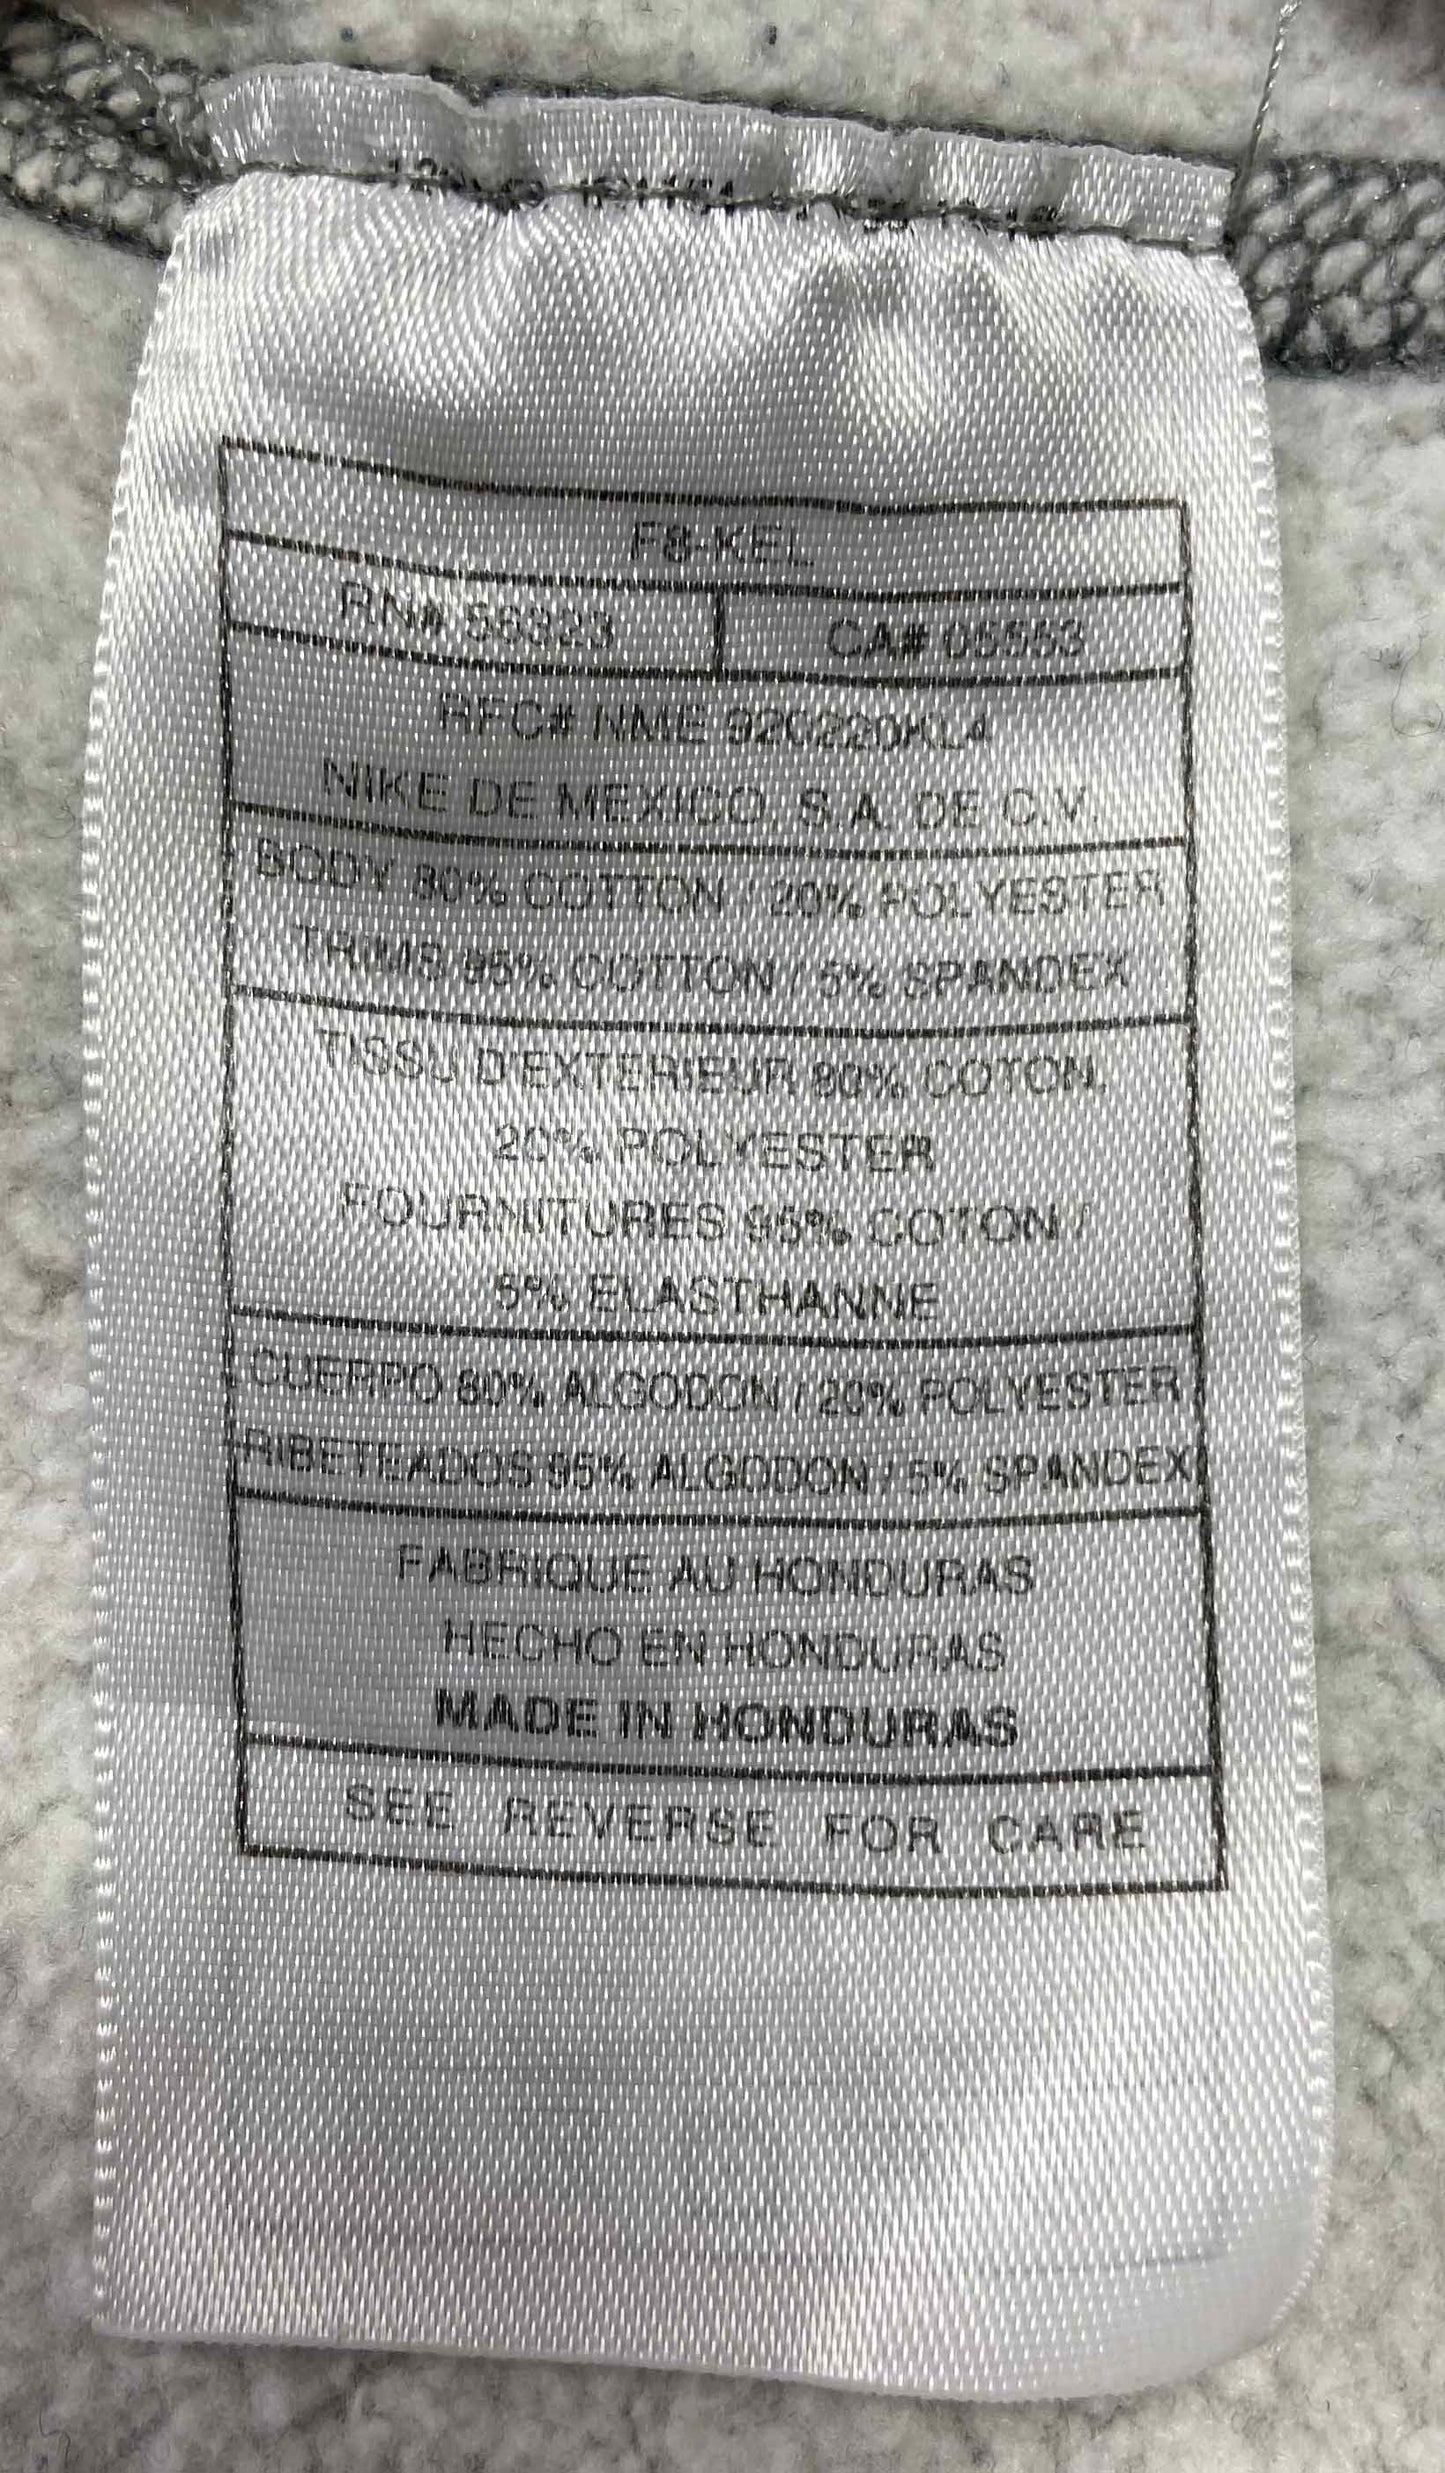 F8-KEL
RN# 56323 CA# 05553
RFC# NME 920220KL4
NIKE DE MEXICO, S.A. DE C.V.
BODY 80% COTTON / 20% POLYESTER
TRIMS 95% COTTON / 5% SPANDEX
TISSU D'EXTERIEUR 80% COTON,
20% POLYESTER
FOURNITURES 95% COTON /
5% ELASTHANNE
CUERPO 80% ALGODON / 20% POLYESTER
RIBETEADOS 95% ALGODON / 5% SPANDEX
FABRIQUE AU HONDURAS
HECHO EN HONDURAS
MADE IN HONDURAS
SEE REVERSE FOR CARE